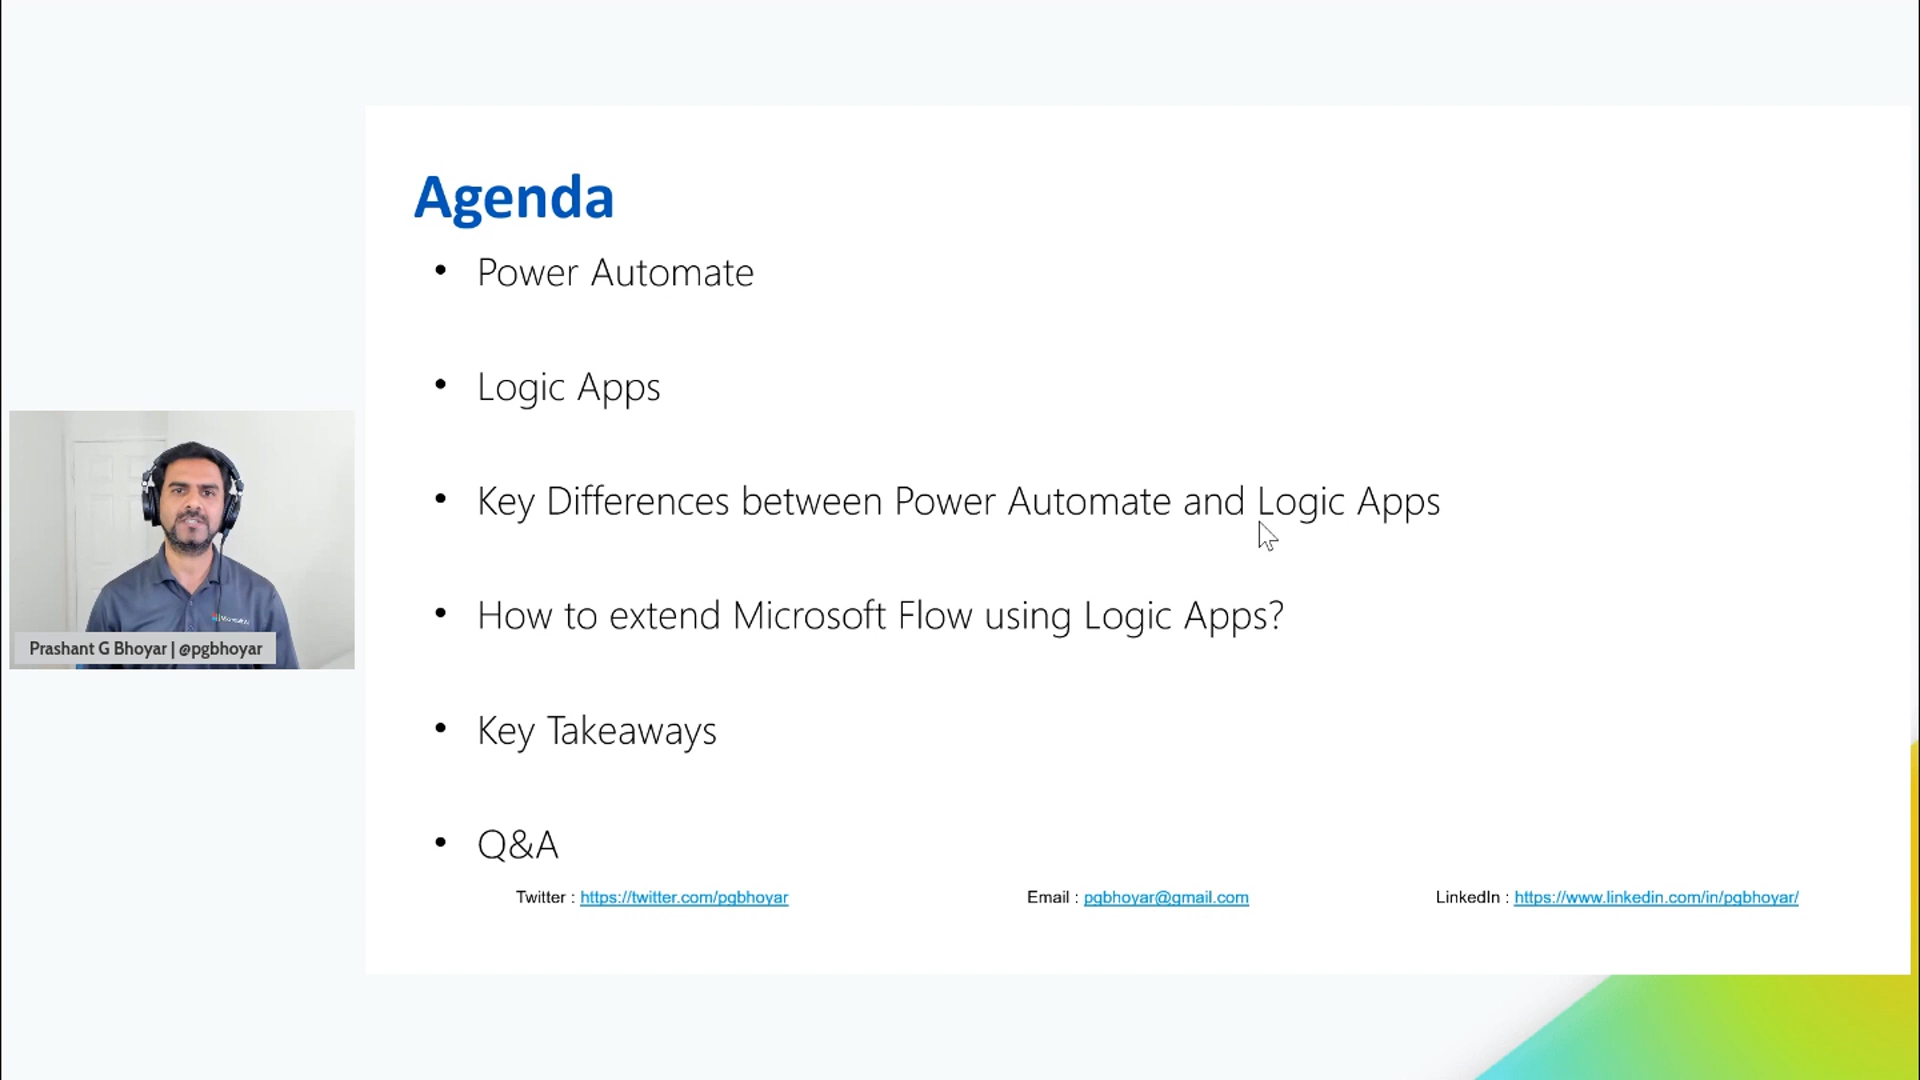 Agenda
• Power Automate
• Logic Apps
• Key Differences between Power Automate and Logic Apps
• How to extend Microsoft Flow using Logic Apps?
• Key Takeaways
• Q&A
Twitter : https://twitter.com/pgbhoyar Email : pgbhoyar@gmail.com LinkedIn : https://www.linkedin.com/in/pgbhoyar/
Prashant G Bhoyar | @pgbhoyar